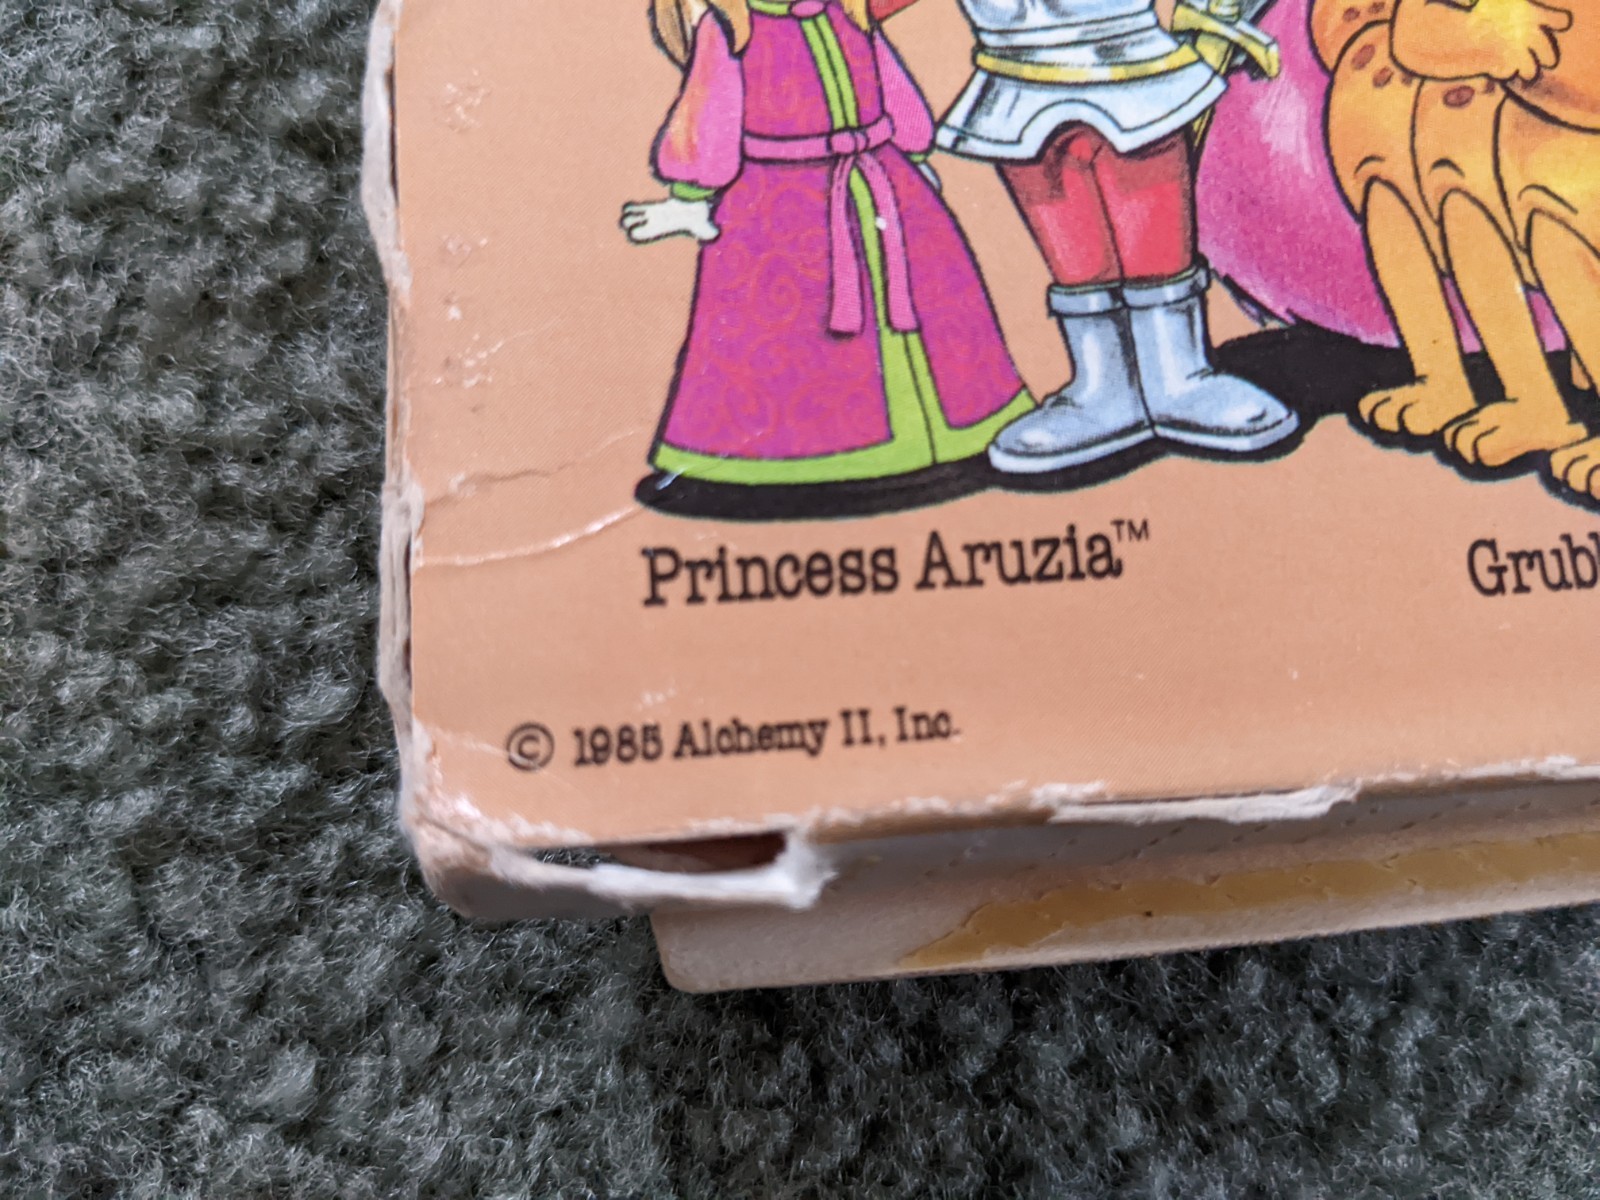 Princess Aruzia™
© 1985 Alchemy II, Inc.